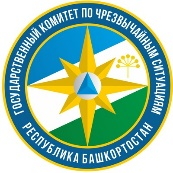 ГОСУДАРСТВЕННЫЙ КОМИТЕТ ПО ЧРЕЗВЫЧАЙНЫМ СИТУАЦИЯМ
РЕСПУБЛИКА БАШКОРТОСТАН